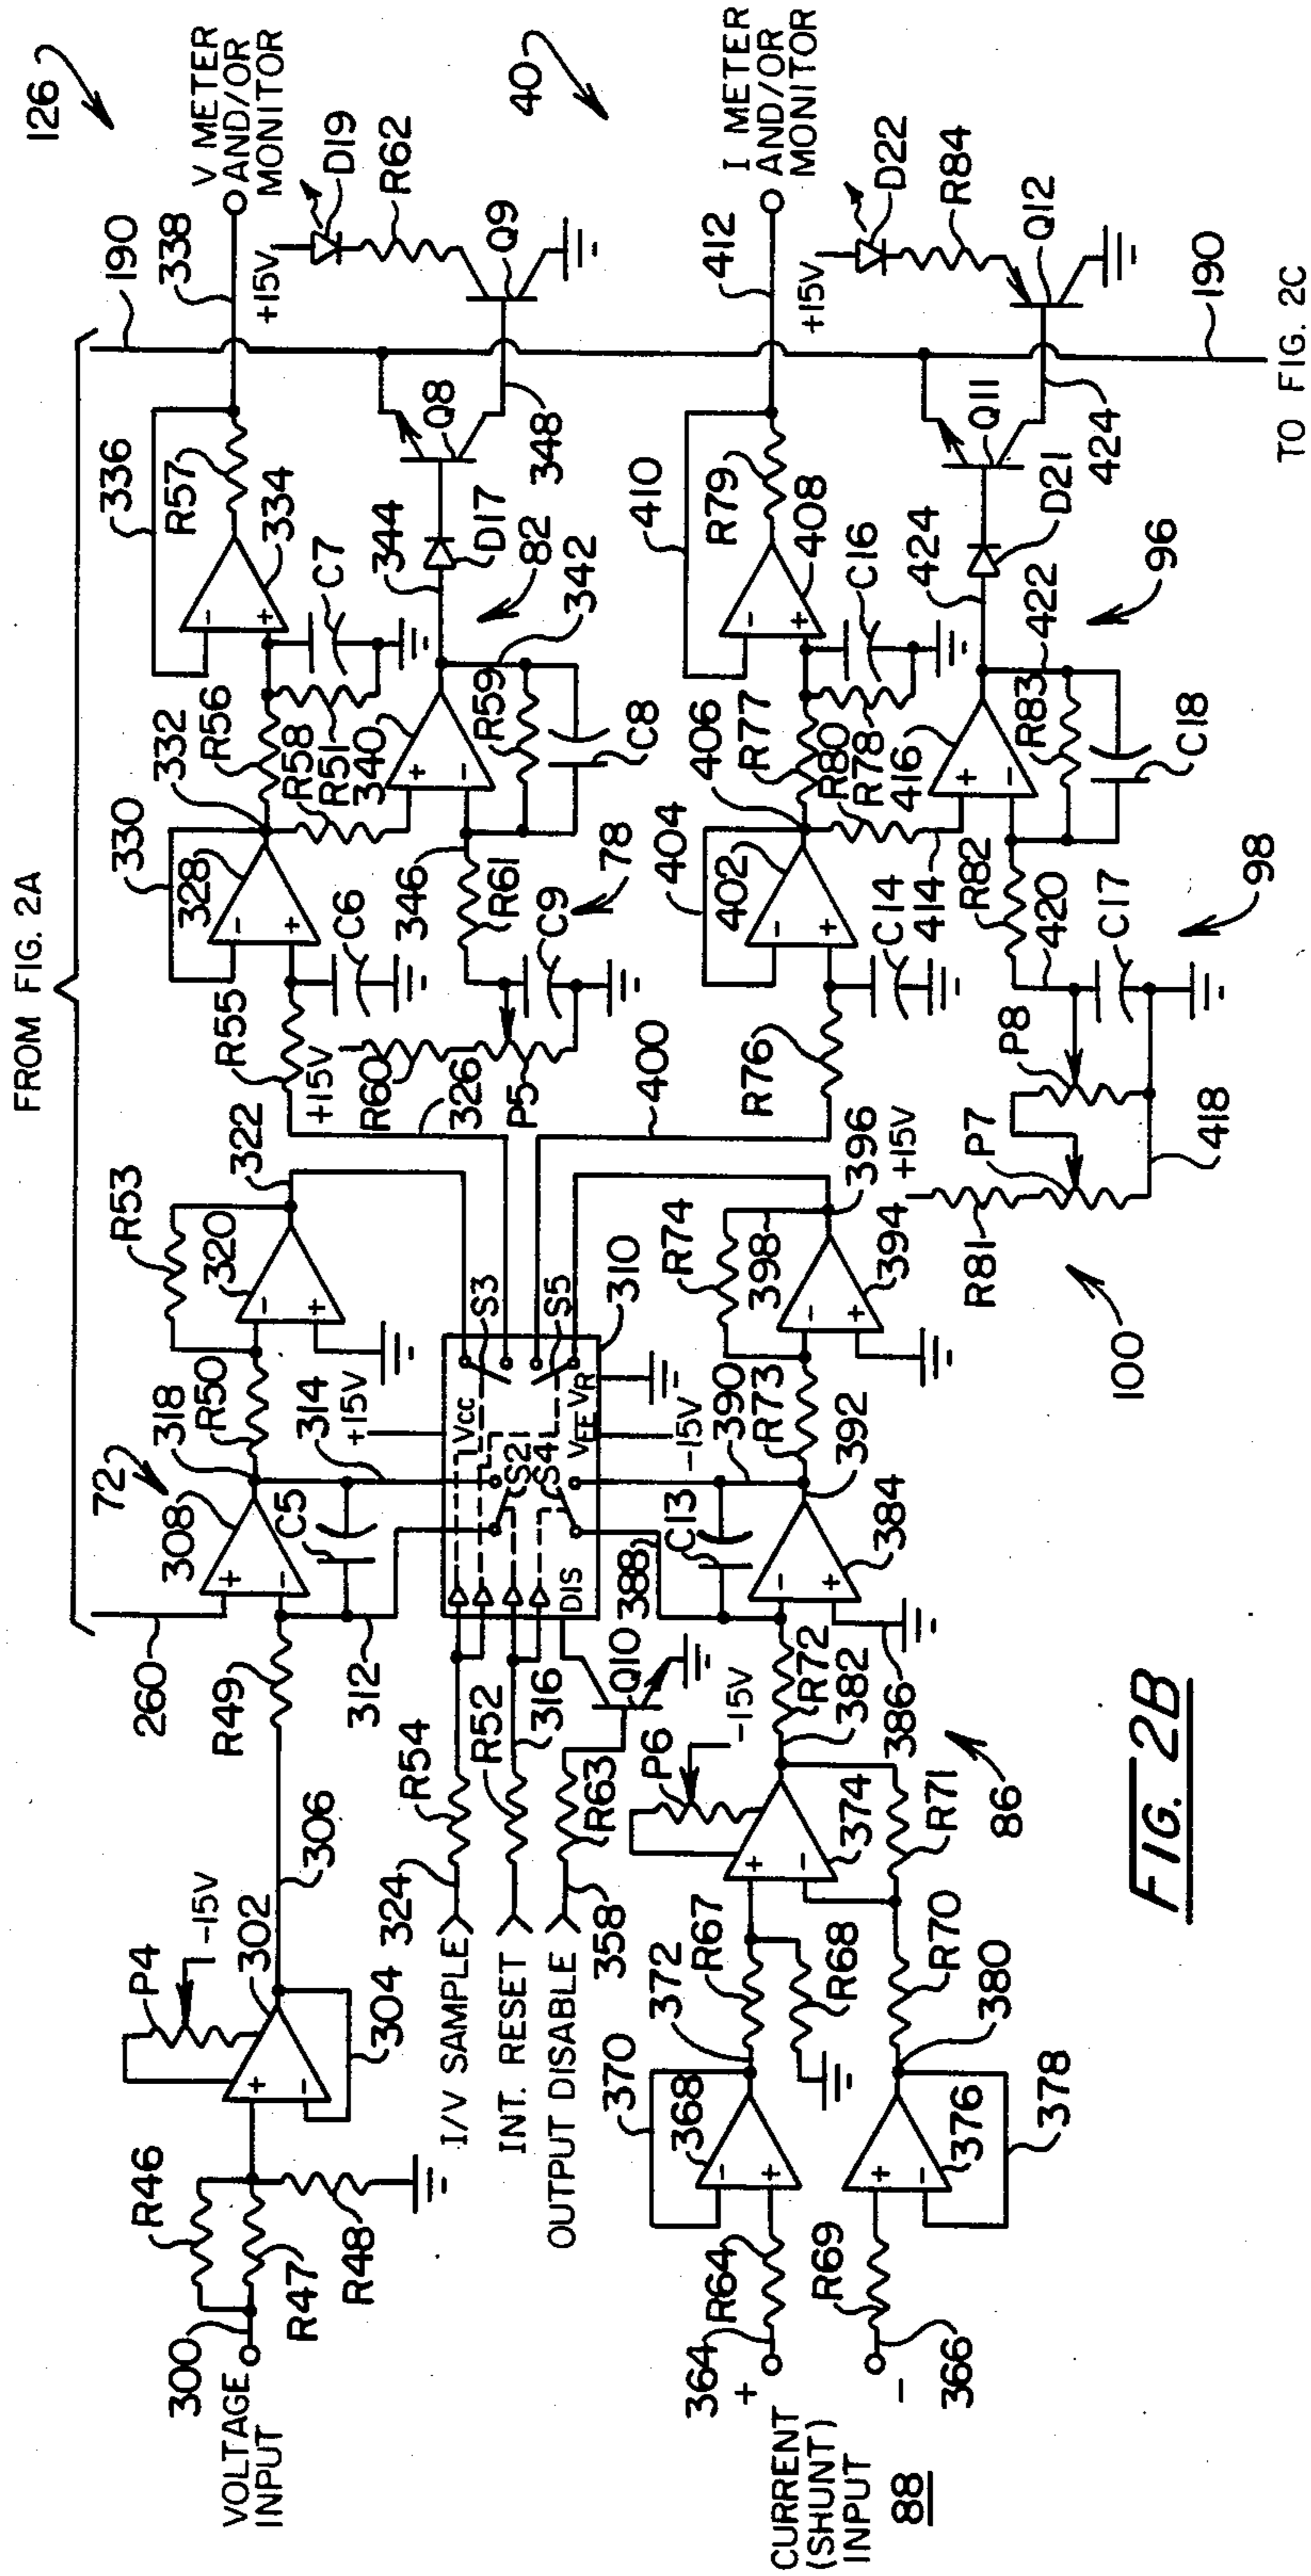 FROM FIG. 2A
126
190
338
V METER
AND/OR
MONITOR
336
R57
334
+15V
D19
R62
Q9
348
Q8
344
D17
82
342
C7
332
R56
R58
R51
340
R59
C8
330
328
C6
346
R61
C9
78
R55
+15V
R60
326
P5
322
R53
320
318
R50
314
+15V
72
308
C5
312
260
R49
306
P4
-15V
302
304
R46
R47
R48
300
VOLTAGE
INPUT
VCC
S3
S5
310
S2
S4
VEE
VR
DIS
-15V
R54
324
I/V SAMPLE
R52
316
INT. RESET
R63
358
OUTPUT DISABLE
Q10
40
412
I METER
AND/OR
MONITOR
410
R79
408
+15V
D22
R84
Q12
190
TO FIG. 2C
424
Q11
D21
424
96
422
C16
406
R77
R80
R78
416
R83
C18
404
402
C14
414
R82
420
C17
98
400
R76
P8
P7
418
+15V
R81
100
396
R74
398
394
390
R73
392
388
C13
384
386
R72
382
P6
-15V
374
R71
86
R67
372
R68
R70
380
370
368
376
378
R64
R69
364
366
+
-
CURRENT
(SHUNT)
INPUT
88
FIG. 2B